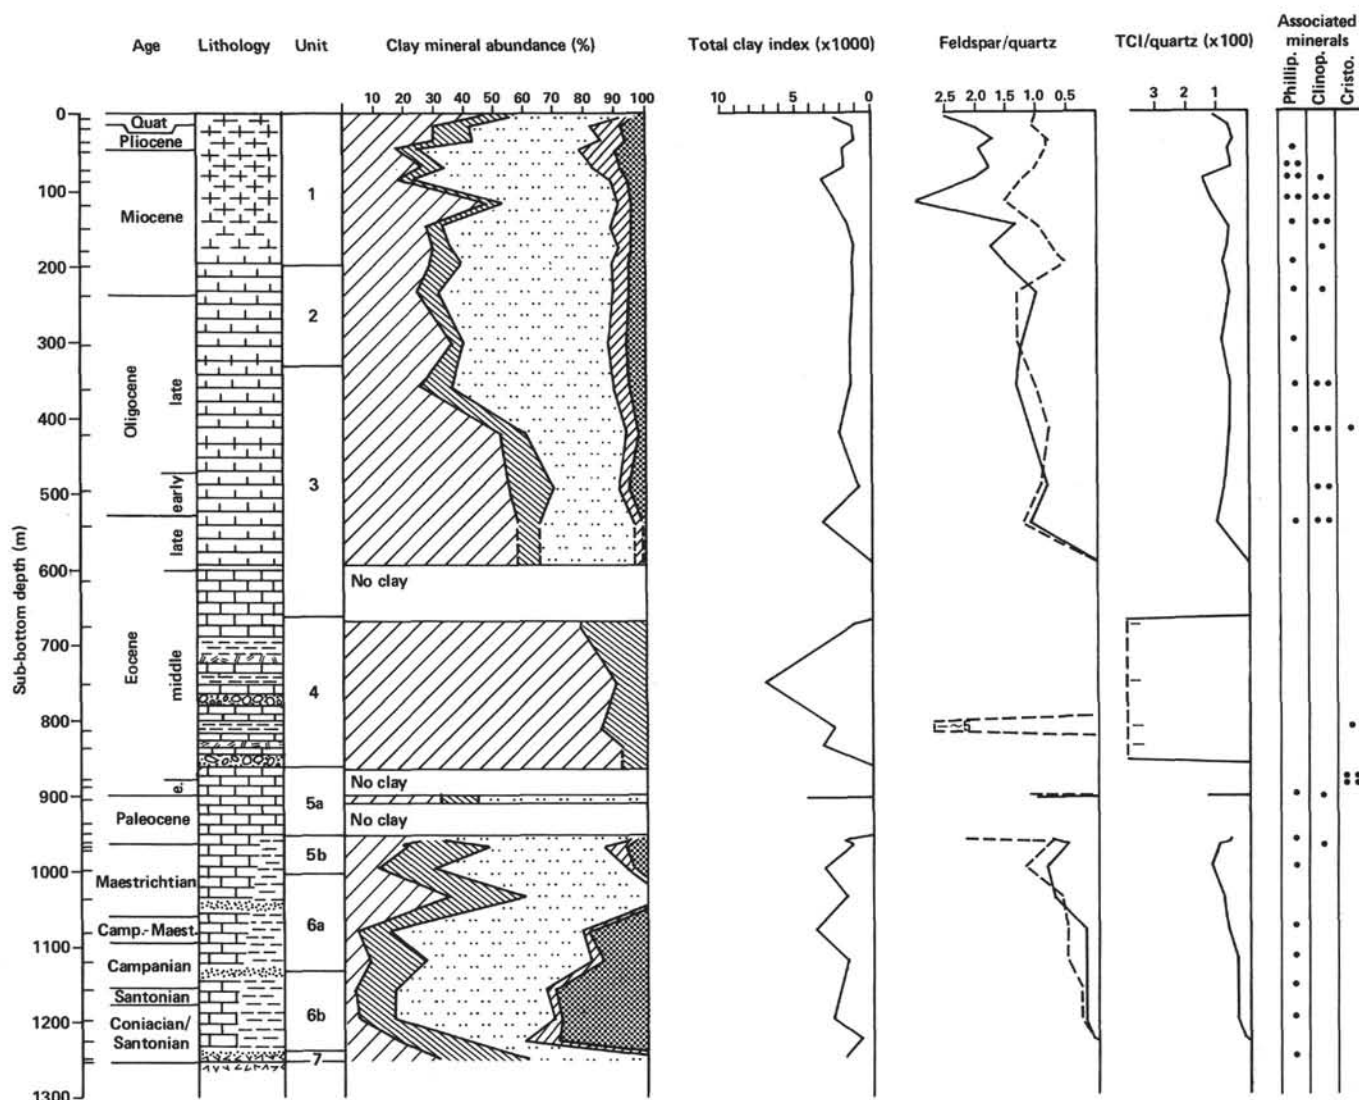 Associated
minerals
Age Lithology Unit Clay mineral abundance (%) Total clay index (x1000) Feldspar/quartz TCI/quartz (x100)
Phillip. Clinop. Cristo.
10 20 30 40 50 60 70 80 90 100
10 5 0
2.5 2 1.5 1.0 0.5
3 2 1
Sub-bottom depth (m)
0
100
200
300
400
500
600
700
800
900
1000
1100
1200
1300
Quat
Pliocene
Miocene
Oligocene
late
early
Eocene
late
middle
e.
Paleocene
Maestrichtian
Camp.-Maest.
Campanian
Santonian
Coniacian/
Santonian
1
2
3
4
5a
5b
6a
6b
7
No clay
No clay
No clay
≈5